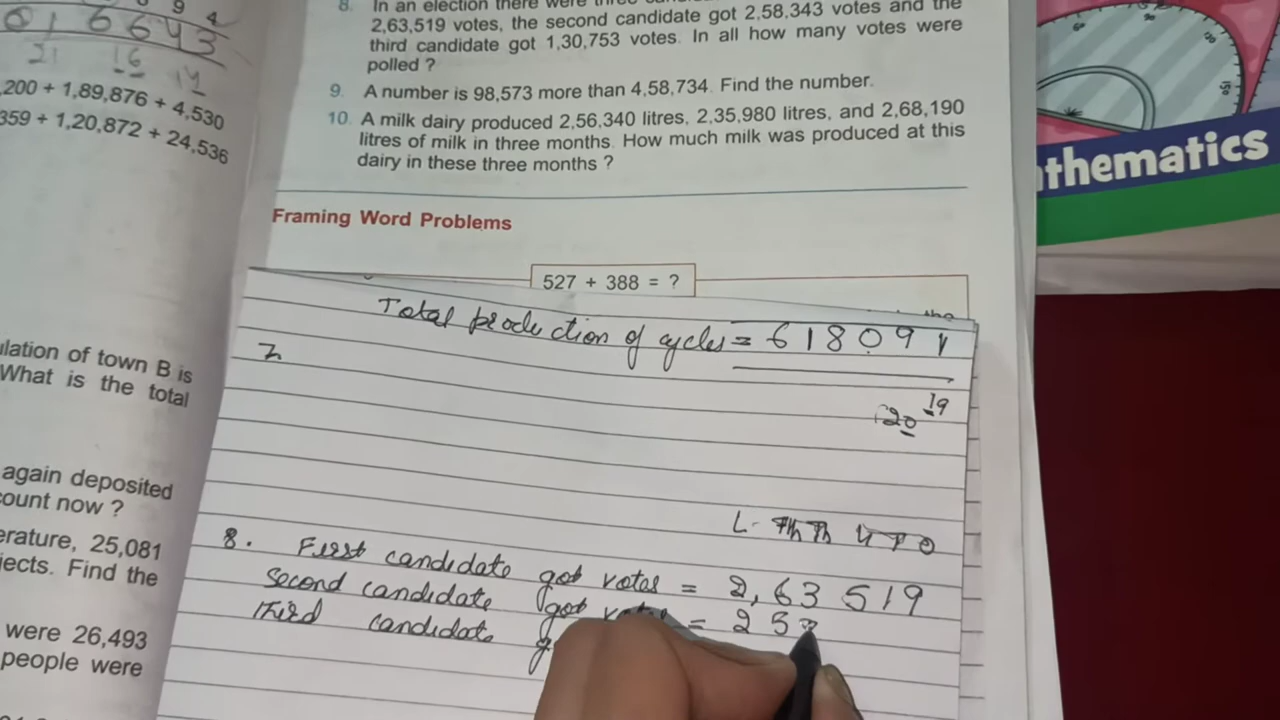 9 4
0 1 6 6 4 3
21 16 14
,200 + 1,89,876 + 4,530
359 + 1,20,872 + 24,536
ulation of town B is
What is the total
again deposited
ount now ?
erature, 25,081
jects. Find the
were 26,493
people were
8. In an election there were
2,63,519 votes, the second candidate got 2,58,343 votes and the
third candidate got 1,30,753 votes. In all how many votes were
polled ?
9. A number is 98,573 more than 4,58,734. Find the number.
10. A milk dairy produced 2,56,340 litres, 2,35,980 litres, and 2,68,190
litres of milk in three months. How much milk was produced at this
dairy in these three months ?
Framing Word Problems
527 + 388 = ?
the
Total production of cycles = 618091
19
20
L- Th Th H T O
8. First candidate got votes = 2,63 519
Second candidate got = 25
third candidate
thematics